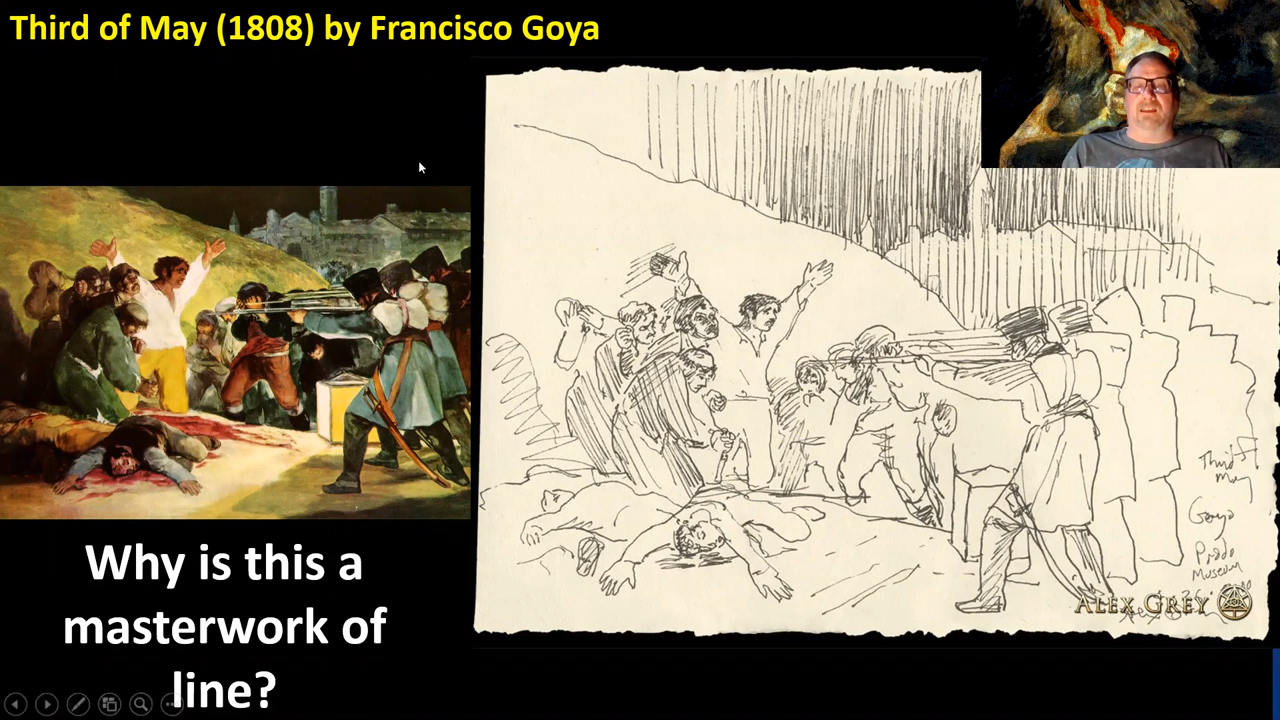 Third of May (1808) by Francisco Goya
Why is this a
masterwork of
line?
Third
May
Goya
Prado
Museum
ALEX GREY